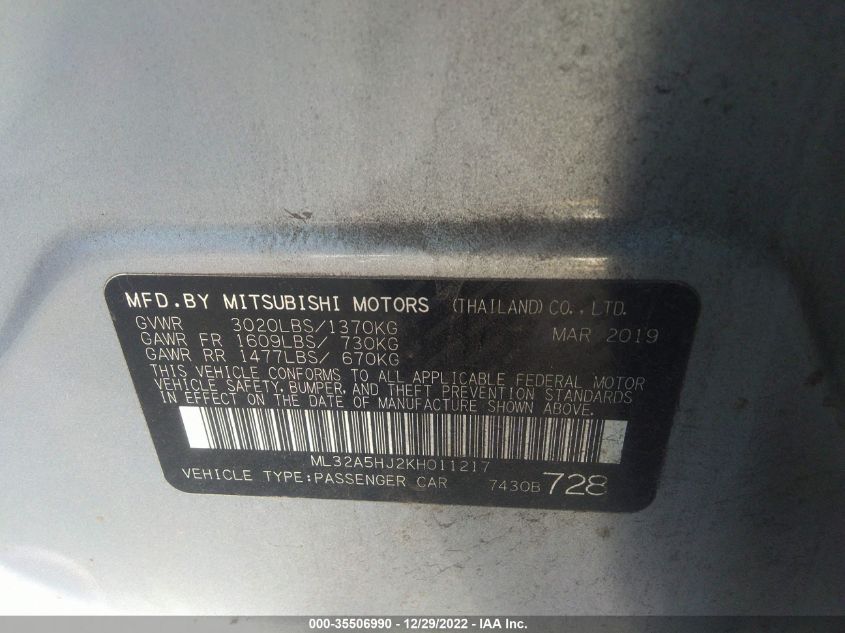 MFD.BY MITSUBISHI MOTORS (THAILAND)CO.,LTD.
GVWR 3020LBS/1370KG MAR 2019
GAWR FR 1609LBS/ 730KG
GAWR RR 1477LBS/ 670KG
THIS VEHICLE CONFORMS TO ALL APPLICABLE FEDERAL MOTOR
VEHICLE SAFETY, BUMPER, AND THEFT PREVENTION STANDARDS
IN EFFECT ON THE DATE OF MANUFACTURE SHOWN ABOVE.
ML32A5HJ2KH011217
VEHICLE TYPE:PASSENGER CAR 7430B 728
000-35506990 - 12/29/2022 - IAA Inc.